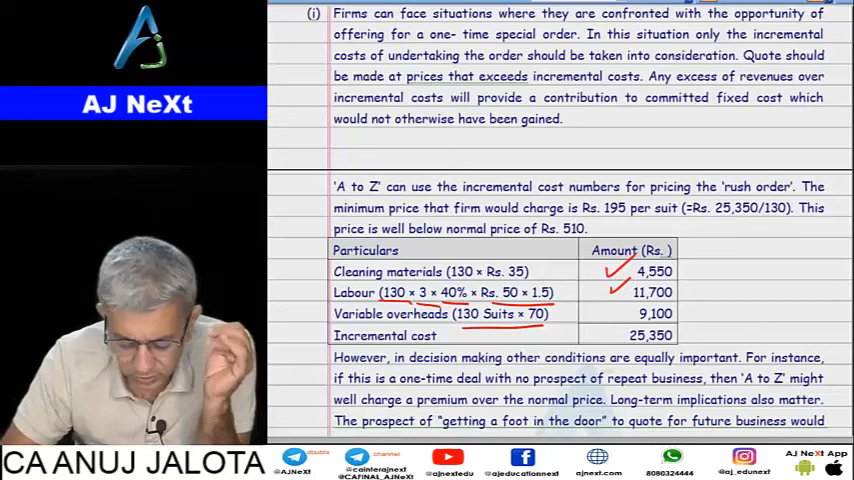 (i) Firms can face situations where they are confronted with the opportunity of
offering for a one- time special order. In this situation only the incremental
costs of undertaking the order should be taken into consideration. Quote should
be made at prices that exceeds incremental costs. Any excess of revenues over
incremental costs will provide a contribution to committed fixed cost which
would not otherwise have been gained.
AJ NeXt
'A to Z' can use the incremental cost numbers for pricing the 'rush order'. The
minimum price that firm would charge is Rs. 195 per suit (=Rs. 25,350/130). This
price is well below normal price of Rs. 510.
Particulars Amount (Rs. )
Cleaning materials (130 × Rs. 35) 4,550
Labour (130 × 3 × 40% × Rs. 50 × 1.5) 11,700
Variable overheads (130 Suits × 70) 9,100
Incremental cost 25,350
However, in decision making other conditions are equally important. For instance,
if this is a one-time deal with no prospect of repeat business, then 'A to Z' might
well charge a premium over the normal price. Long-term implications also matter.
The prospect of "getting a foot in the door" to quote for future business would
CA ANUJ JALOTA
doubts
@AJNeXt
channel
@cainterajnext
@CAFINAL_AJNeXt
@ajnextedu
@ajeducationnext
ajnext.com
8080324344
@aj_edunext
AJ NeXt App